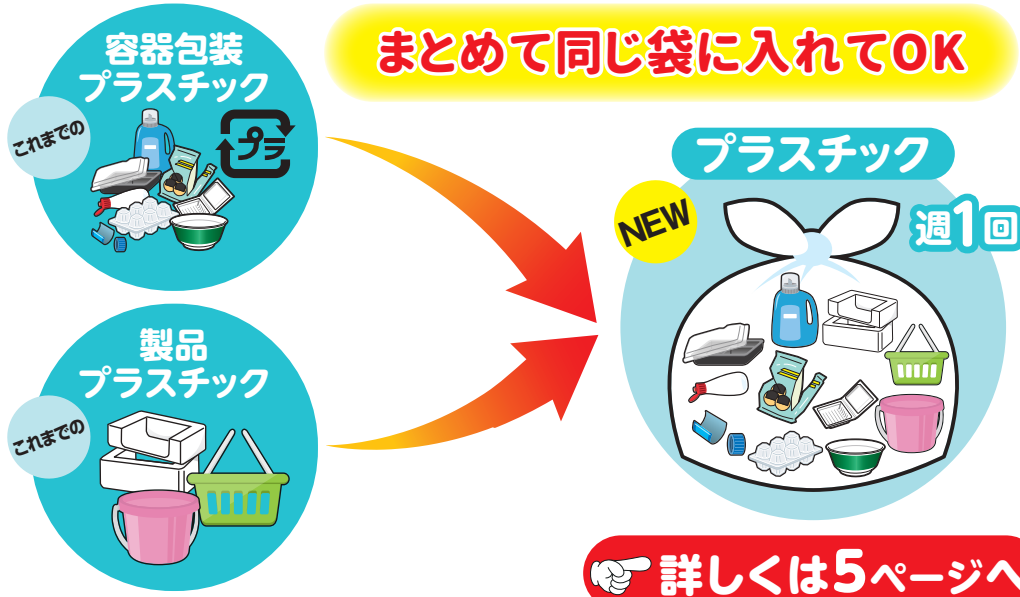 まとめて同じ袋に入れてOK
これまでの
容器包装
プラスチック
プラ
これまでの
製品
プラスチック
プラスチック
NEW
週1回
詳しくは5ページへ